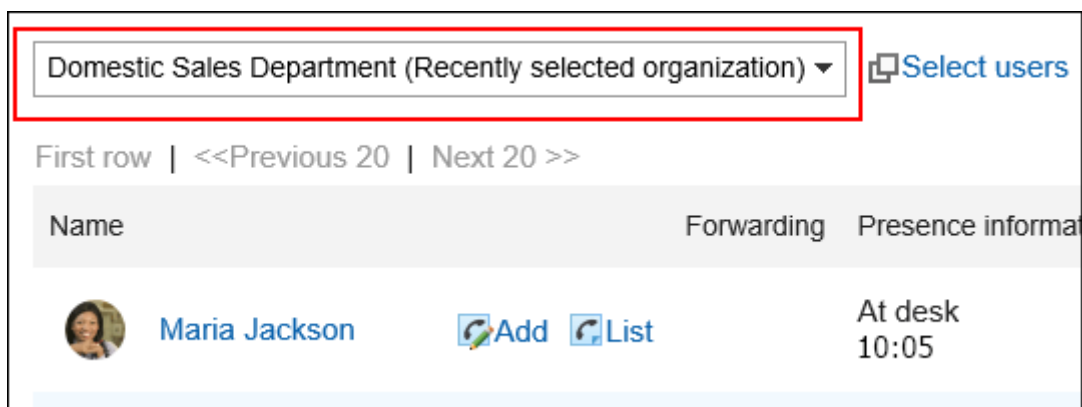 Domestic Sales Department (Recently selected organization)
Select users
First row | <<Previous 20 | Next 20 >>
Name Forwarding Presence informat
Maria Jackson Add List At desk
10:05